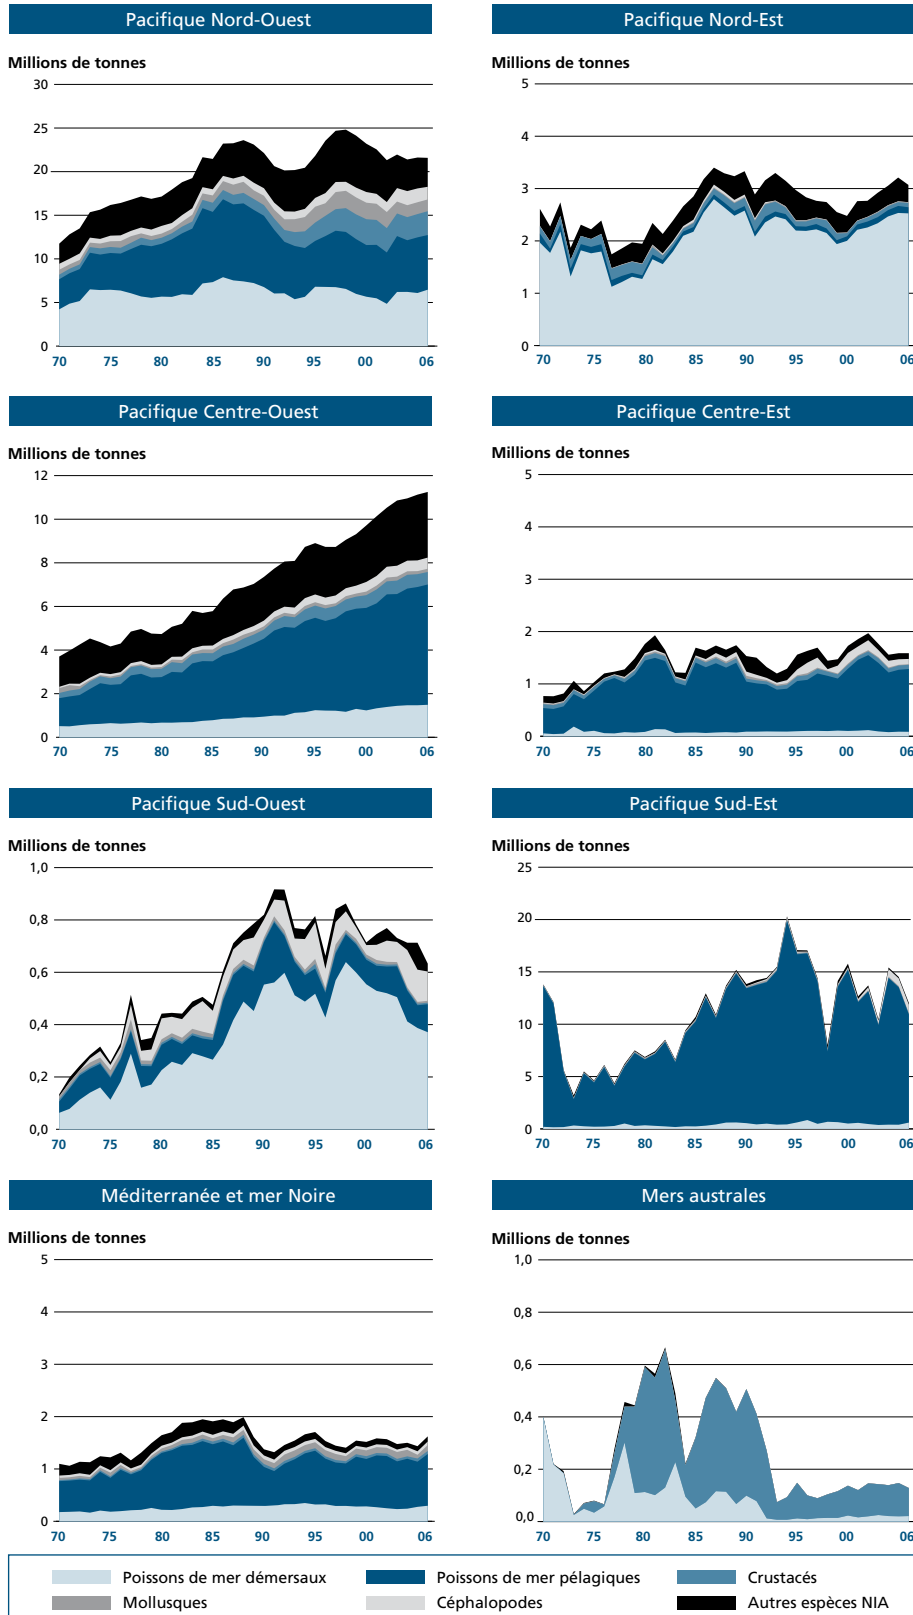 Pacifique Nord-Ouest
Millions de tonnes
30
25
20
15
10
5
0
70 75 80 85 90 95 00 06
Pacifique Nord-Est
Millions de tonnes
5
4
3
2
1
0
70 75 80 85 90 95 00 06
Pacifique Centre-Ouest
Millions de tonnes
12
10
8
6
4
2
0
70 75 80 85 90 95 00 06
Pacifique Centre-Est
Millions de tonnes
5
4
3
2
1
0
70 75 80 85 90 95 00 06
Pacifique Sud-Ouest
Millions de tonnes
1,0
0,8
0,6
0,4
0,2
0,0
70 75 80 85 90 95 00 06
Pacifique Sud-Est
Millions de tonnes
25
20
15
10
5
0
70 75 80 85 90 95 00 06
Méditerranée et mer Noire
Millions de tonnes
5
4
3
2
1
0
70 75 80 85 90 95 00 06
Mers australes
Millions de tonnes
1,0
0,8
0,6
0,4
0,2
0,0
70 75 80 85 90 95 00 06
Poissons de mer démersaux Poissons de mer pélagiques Crustacés
Mollusques Céphalopodes Autres espèces NIA